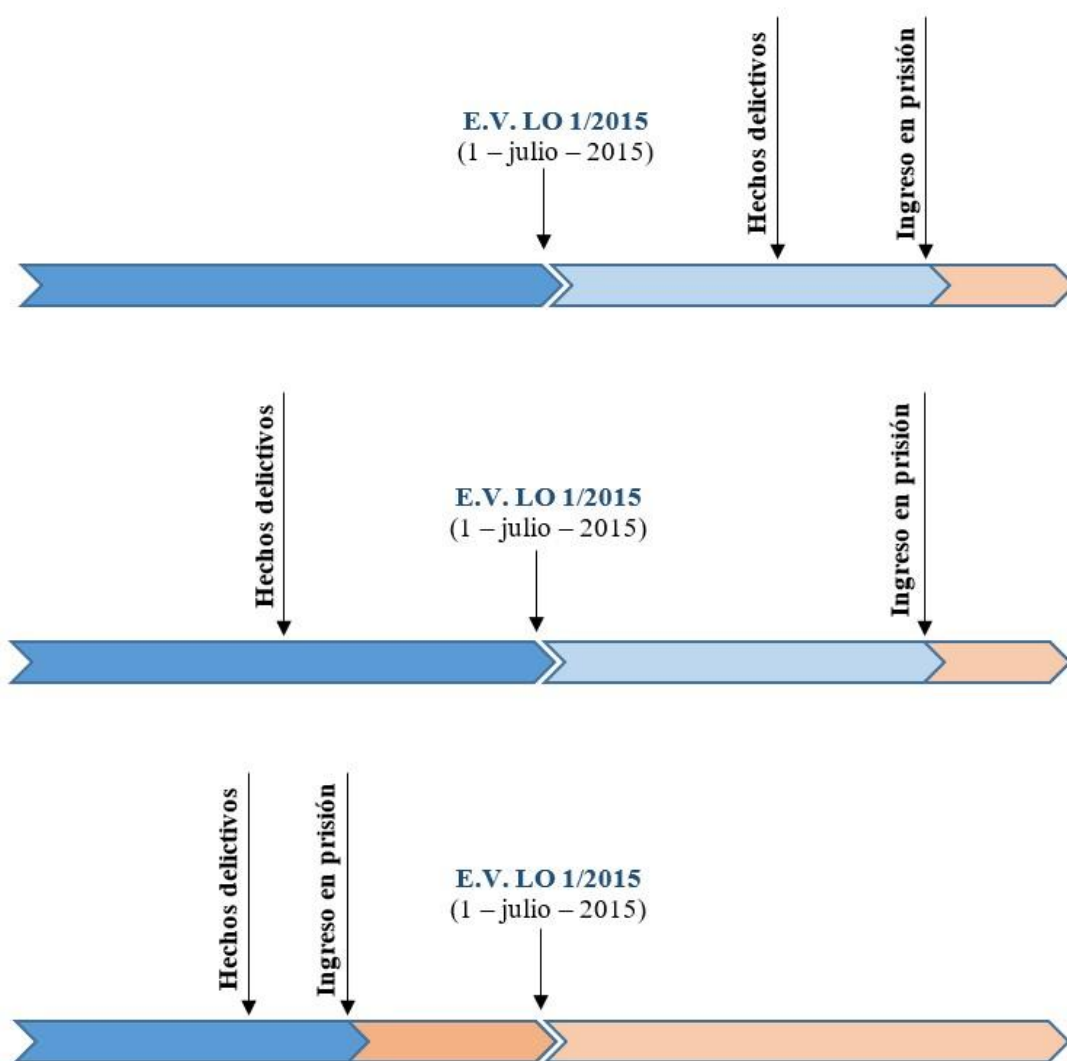 E.V. LO 1/2015
(1 – julio – 2015)
Hechos delictivos
Ingreso en prisión
Hechos delictivos
E.V. LO 1/2015
(1 – julio – 2015)
Ingreso en prisión
Hechos delictivos
Ingreso en prisión
E.V. LO 1/2015
(1 – julio – 2015)